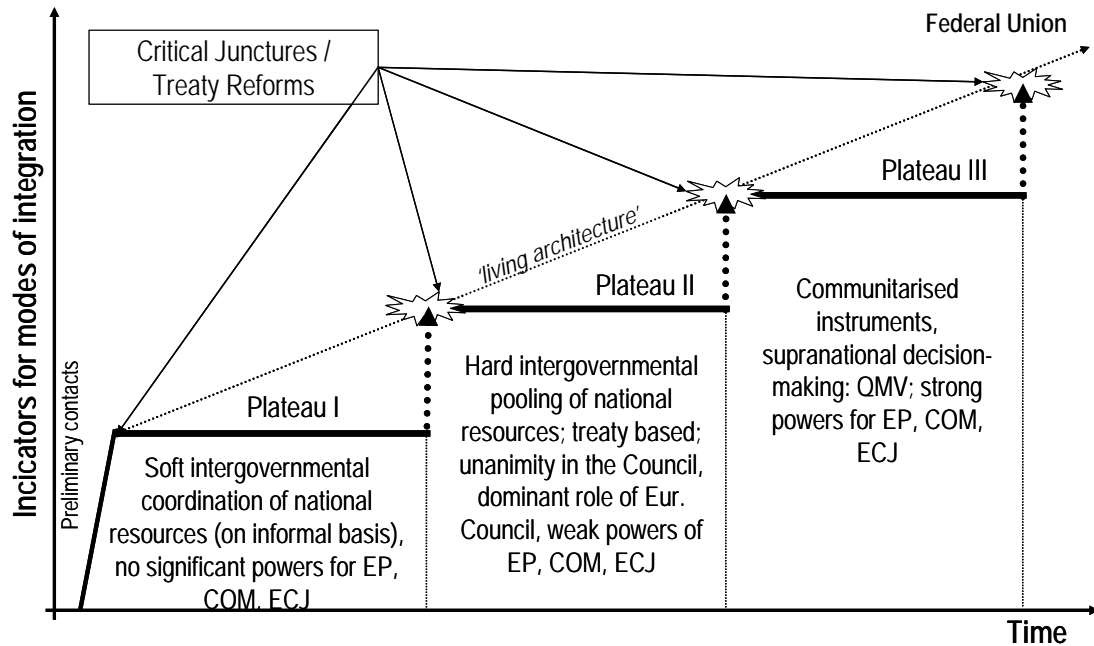 Federal Union
Critical Junctures /
Treaty Reforms
Incicators for modes of integration
Preliminary contacts
'living architecture'
Plateau I
Soft intergovernmental
coordination of national
resources (on informal basis),
no significant powers for EP,
COM, ECJ
Plateau II
Hard intergovernmental
pooling of national
resources; treaty based;
unanimity in the Council,
dominant role of Eur.
Council, weak powers of
EP, COM, ECJ
Plateau III
Communitarised
instruments,
supranational decision-
making: QMV; strong
powers for EP, COM,
ECJ
Time